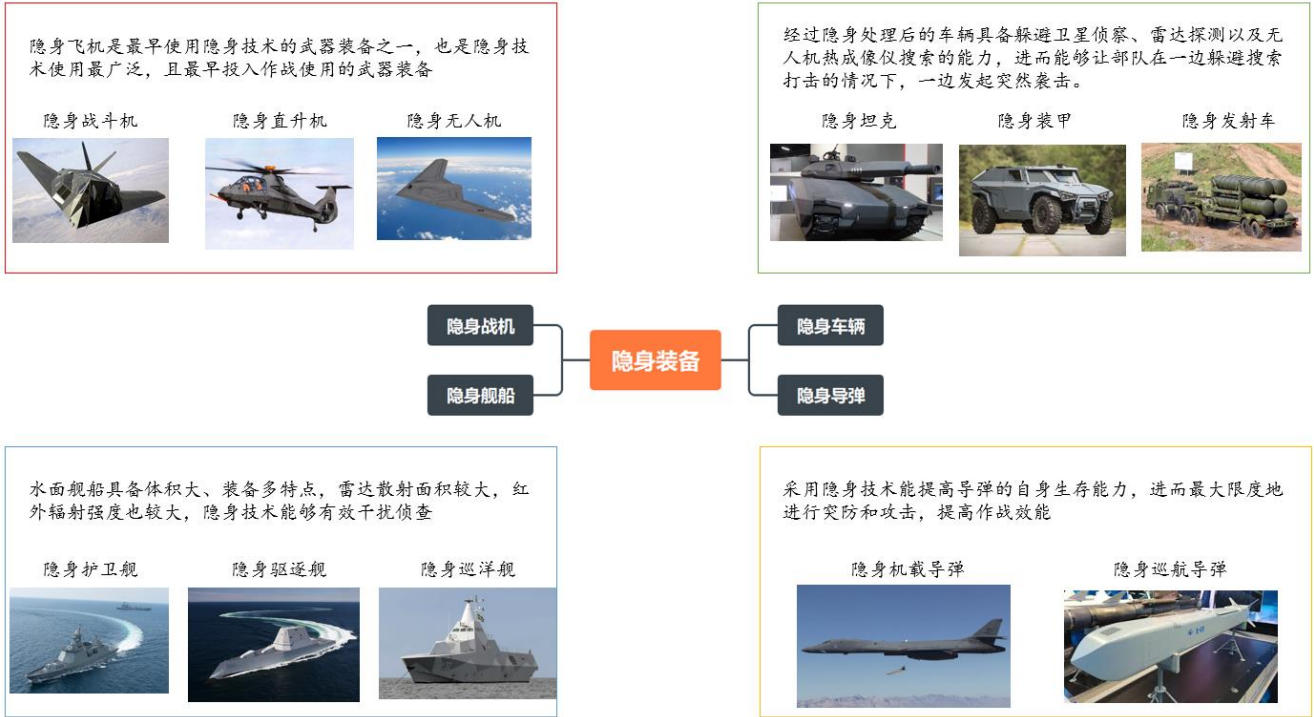 隐身飞机是最早使用隐身技术的武器装备之一，也是隐身技
术使用最广泛，且最早投入作战使用的武器装备
隐身战斗机
隐身直升机
隐身无人机
经过隐身处理后的车辆具备躲避卫星侦察、雷达探测以及无
人机热成像仪搜索的能力，进而能够让部队在一边躲避搜索
打击的情况下，一边发起突然袭击。
隐身坦克
隐身装甲
隐身发射车
隐身战机
隐身舰船
隐身装备
隐身车辆
隐身导弹
水面舰船具备体积大、装备多特点，雷达散射面积较大，红
外辐射强度也较大，隐身技术能够有效干扰侦查
隐身护卫舰
隐身驱逐舰
隐身巡洋舰
采用隐身技术能提高导弹的自身生存能力，进而最大限度地
进行突防和攻击，提高作战效能
隐身机载导弹
隐身巡航导弹